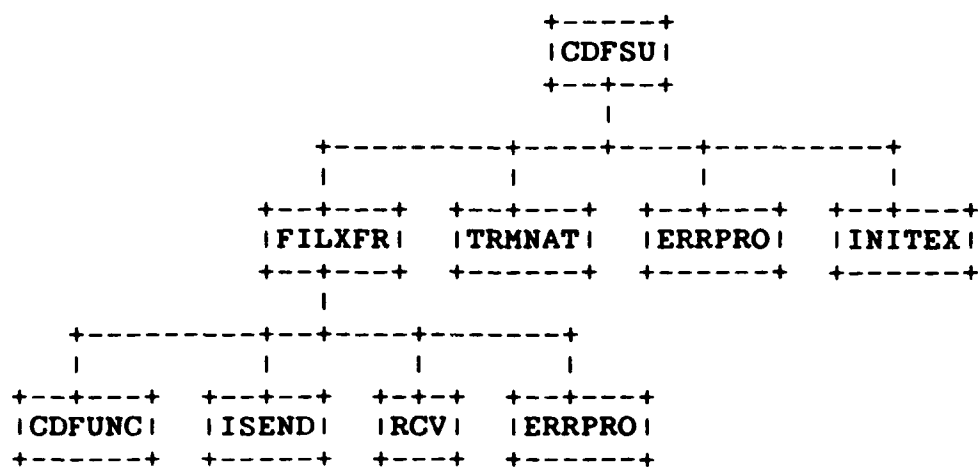 CDFSU
FILXFR TRMNAT ERRPRO INITEX
CDFUNC ISEND RCV ERRPRO